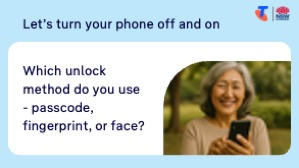 Let's turn your phone off and on
Which unlock
method do you use
- passcode,
fingerprint, or face?